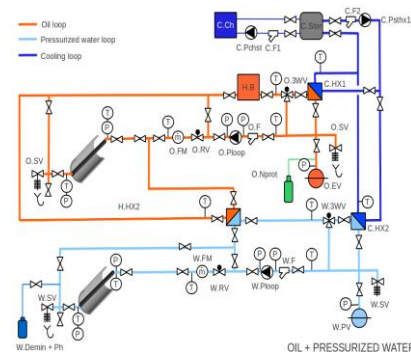 Oil loop
Pressurized water loop
Cooling loop
C.Ch
C.Stor
C.F2
C.Psthx1
C.Pchst
C.F1
H.B
O.3WV
C.HX1
T
T
T
P
T
P
P
T
O.SV
O.SV
O.FM
m
O.RV
O.Ploop
O.F
P
T
P
O.Nprot
O.EV
H.HX2
T
T
T
W.3WV
C.HX2
W.FM
W.F
P
T
P
P
T
m
T
W.RV
W.Ploop
W.SV
W.SV
P
T
P
W.PV
W.Demin + Ph
OIL + PRESSURIZED WATER